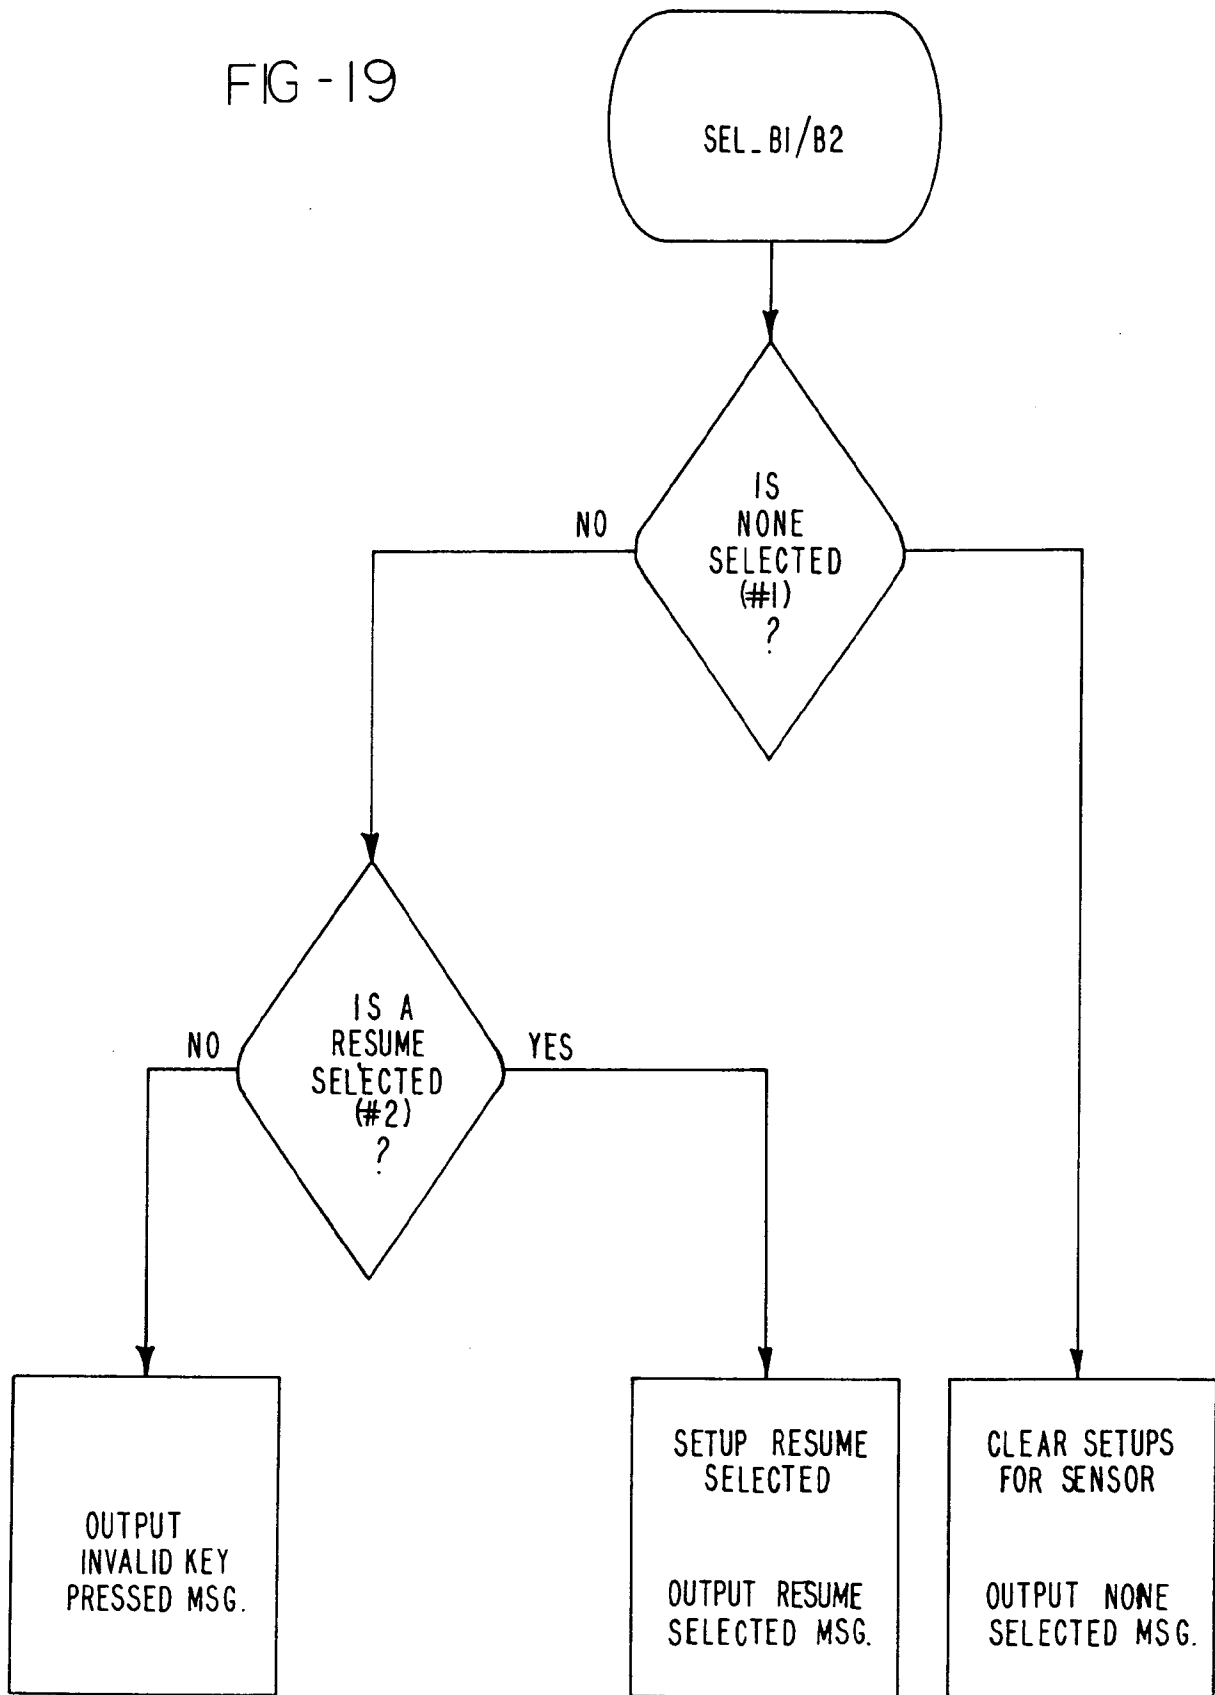 FIG-19
SEL_B1/B2
IS
NONE
SELECTED
(#1)
?
NO
IS A
RESUME
SELECTED
(#2)
?
NO
YES
OUTPUT
INVALID KEY
PRESSED MSG.
SETUP RESUME
SELECTED
OUTPUT RESUME
SELECTED MSG.
CLEAR SETUPS
FOR SENSOR
OUTPUT NONE
SELECTED MSG.